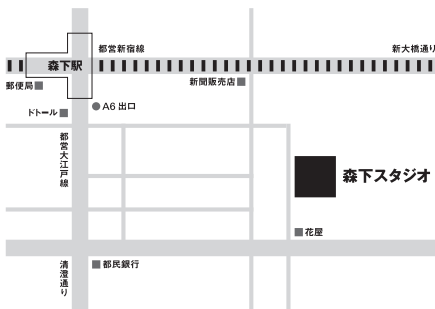 都営新宿線
新大橋通り
森下駅
新聞販売店
郵便局
A6 出口
ドトール
都営大江戸線
森下スタジオ
花屋
清澄通り
都民銀行